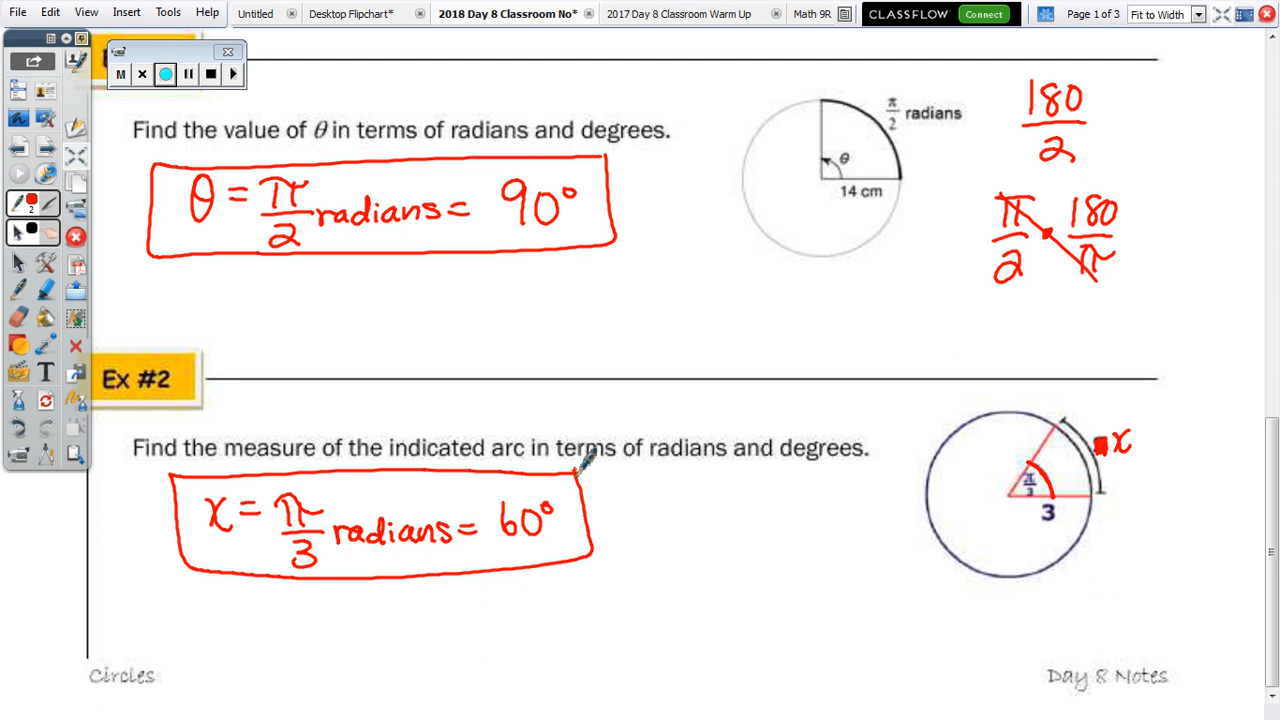 File Edit View Insert Tools Help
Untitled
Desktop Flipchart*
2018 Day 8 Classroom No*
2017 Day 8 Classroom Warm Up
Math 9R
CLASSFLOW Connect
Page 1 of 3
Fit to Width
M
2
T
Find the value of θ in terms of radians and degrees.
θ = π/2 radians = 90°
π/2 radians
θ
14 cm
180/2
π/2 · 180/π
Ex #2
Find the measure of the indicated arc in terms of radians and degrees.
x = π/3 radians = 60°
x
π/3
3
Circles
Day 8 Notes